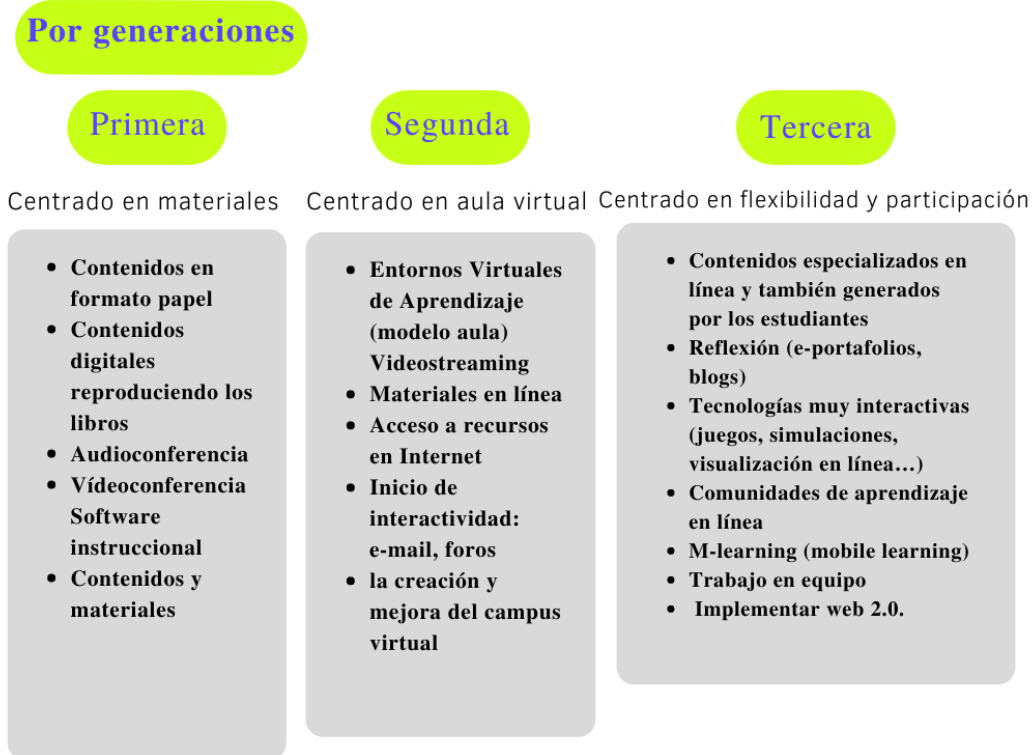 Por generaciones
Primera
Centrado en materiales
• Contenidos en
formato papel
• Contenidos
digitales
reproduciendo los
libros
• Audioconferencia
• Vídeoconferencia
Software
instruccional
• Contenidos y
materiales
Segunda
Centrado en aula virtual
• Entornos Virtuales
de Aprendizaje
(modelo aula)
Videostreaming
• Materiales en línea
• Acceso a recursos
en Internet
• Inicio de
interactividad:
e-mail, foros
• la creación y
mejora del campus
virtual
Tercera
Centrado en flexibilidad y participación
• Contenidos especializados en
línea y también generados
por los estudiantes
• Reflexión (e-portafolios,
blogs)
• Tecnologías muy interactivas
(juegos, simulaciones,
visualización en línea...)
• Comunidades de aprendizaje
en línea
• M-learning (mobile learning)
• Trabajo en equipo
• Implementar web 2.0.